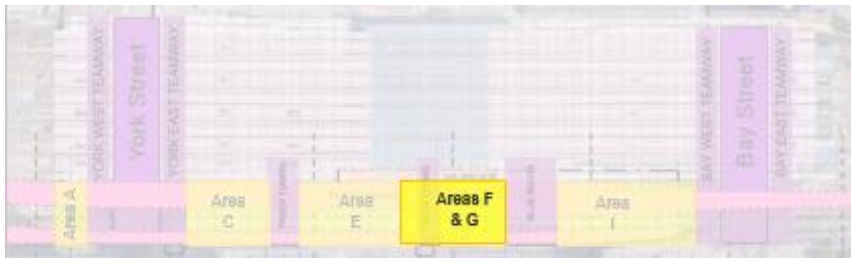 YORK WEST TEAMWAY
York Street
YORK EAST TEAMWAY
BAY WEST TEAMWAY
Bay Street
BAY EAST TEAMWAY
Area A
Area
C
Area
E
Areas F
& G
Area
I